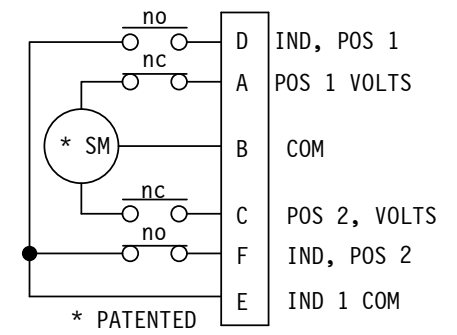 no
D IND, POS 1
nc
A POS 1 VOLTS
* SM
B COM
nc
C POS 2, VOLTS
no
F IND, POS 2
E IND 1 COM
* PATENTED